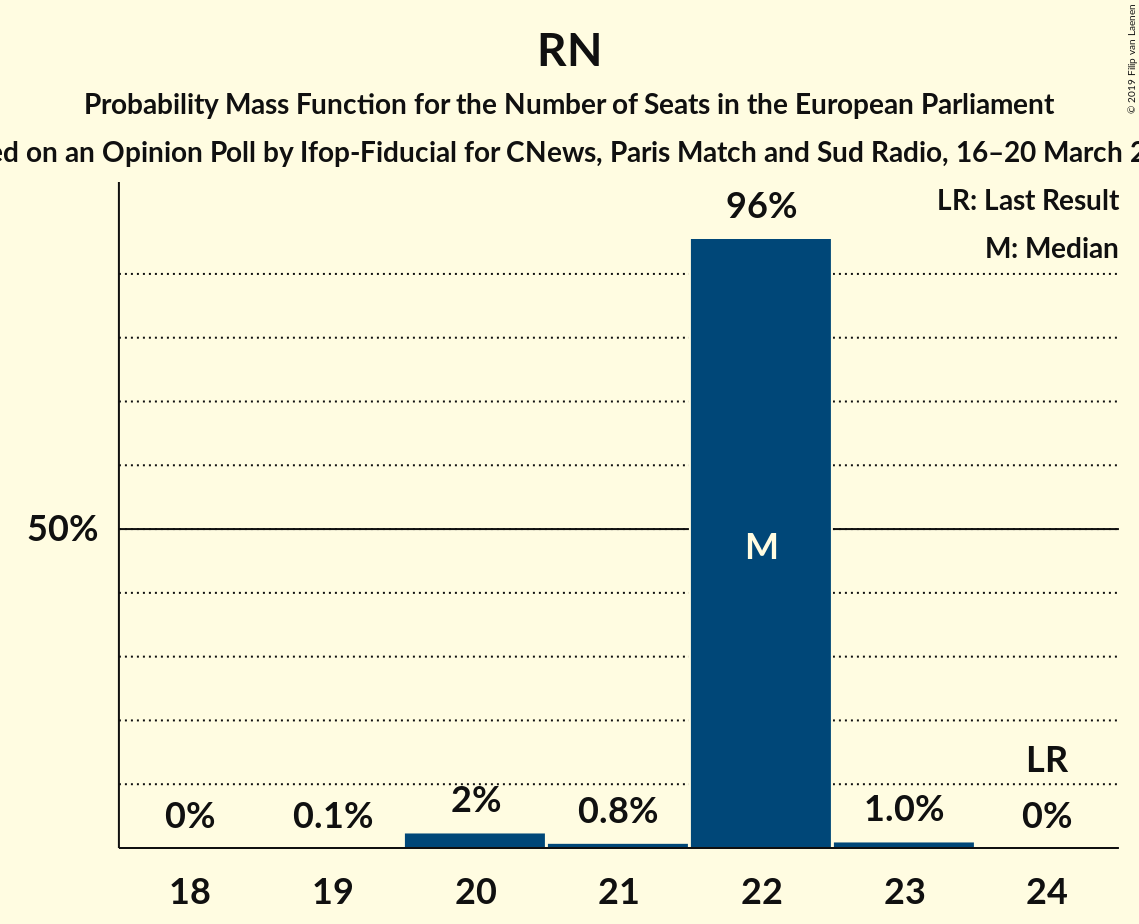 RN
Probability Mass Function for the Number of Seats in the European Parliament
on an Opinion Poll by Ifop-Fiducial for CNews, Paris Match and Sud Radio, 16–20 March
© 2019 Filip van Laenen
LR: Last Result
M: Median
96%
50%
M
LR
0%
0.1%
2%
0.8%
1.0%
0%
18
19
20
21
22
23
24